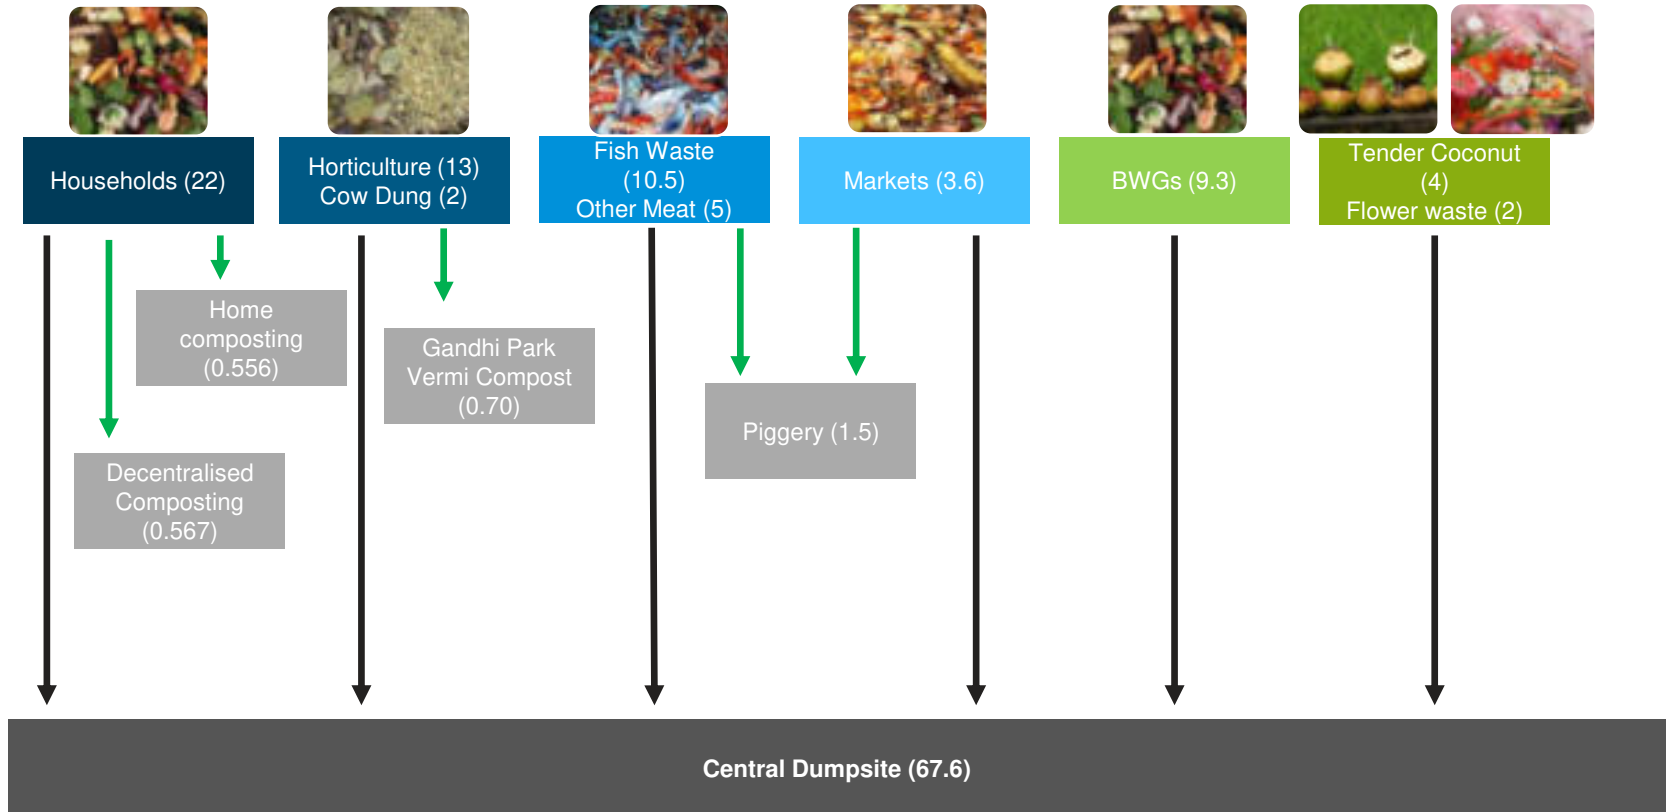 Households (22)
Horticulture (13)
Cow Dung (2)
Fish Waste
(10.5)
Other Meat (5)
Markets (3.6)
BWGs (9.3)
Tender Coconut
(4)
Flower waste (2)
Home
composting
(0.556)
Gandhi Park
Vermi Compost
(0.70)
Piggery (1.5)
Decentralised
Composting
(0.567)
Central Dumpsite (67.6)